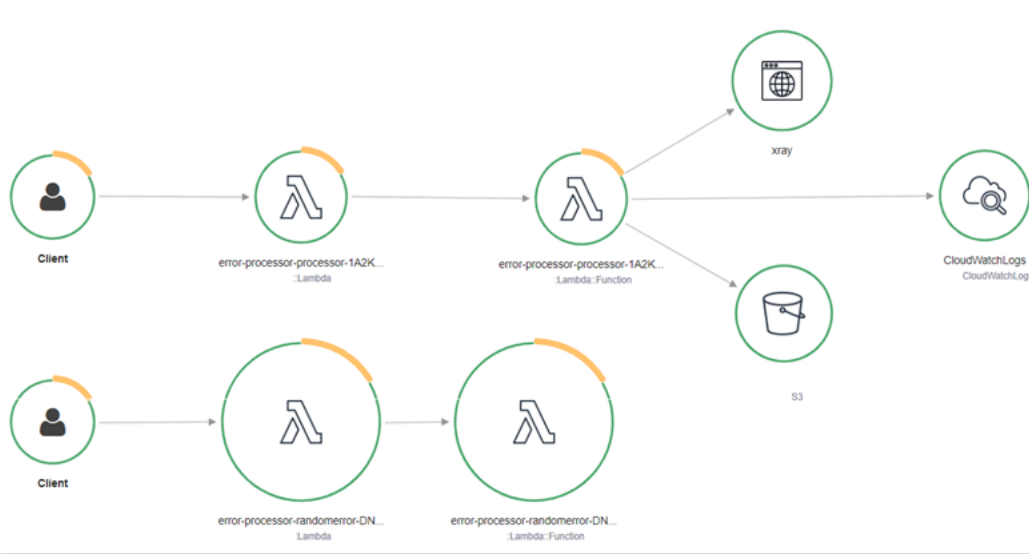 xray
Client
error-processor-processor-1A2K...
::Lambda
error-processor-processor-1A2K...
:Lambda::Function
CloudWatchLogs
CloudWatchLog
S3
Client
error-processor-randomerror-DN...
:Lambda
error-processor-randomerror-DN...
:Lambda::Function